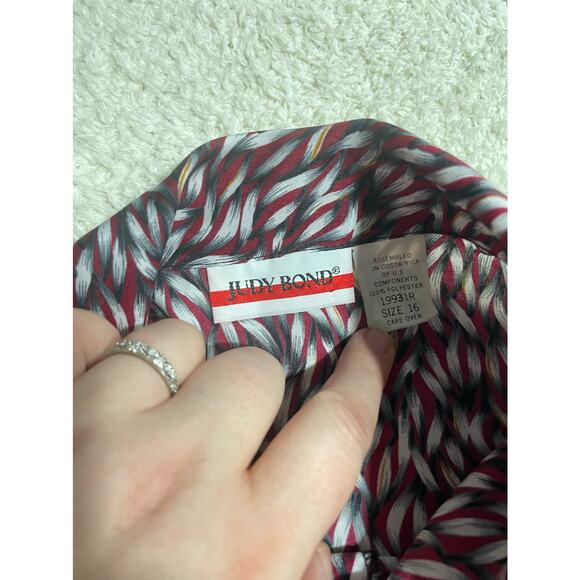 JUDY BOND®
ASSEMBLED
IN COSTA RICA
OF U.S.
COMPONENTS
100% POLYESTER
19931R
SIZE 16
CARE OVER